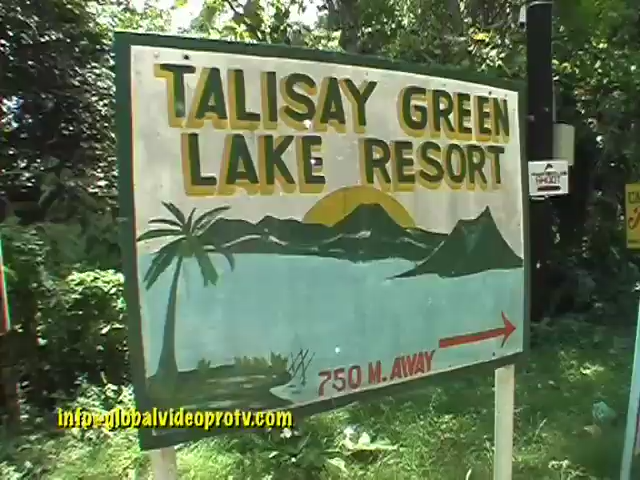 TALISAY GREEN
LAKE RESORT
750 M. AWAY
info@globalvideoprotv.com